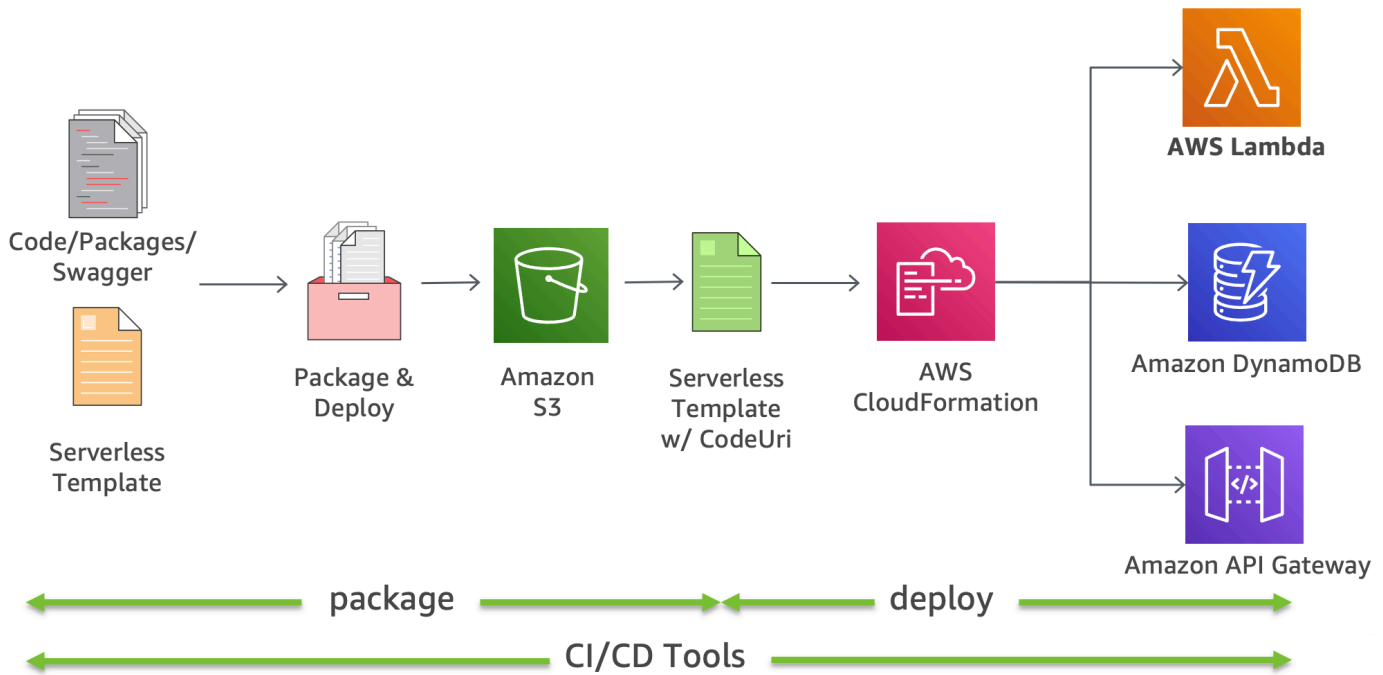 Code/Packages/
Swagger
Serverless
Template
Package &
Deploy
Amazon
S3
Serverless
Template
w/ CodeUri
AWS
CloudFormation
AWS Lambda
Amazon DynamoDB
</>
Amazon API Gateway
package
deploy
CI/CD Tools